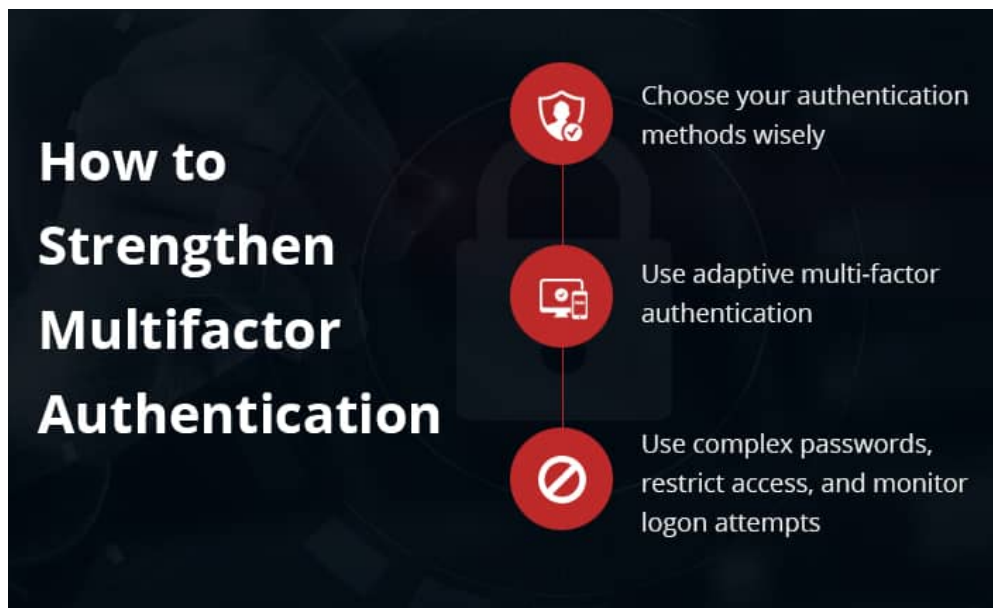 How to
Strengthen
Multifactor
Authentication
Choose your authentication
methods wisely
Use adaptive multi-factor
authentication
Use complex passwords,
restrict access, and monitor
logon attempts